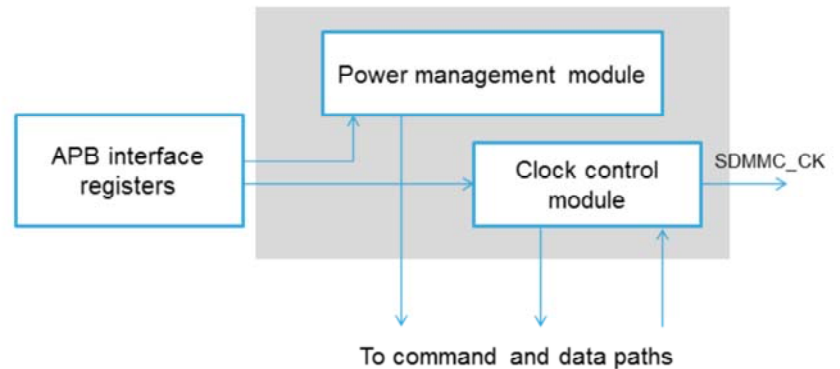 Power management module
APB interface
registers
Clock control
module
SDMMC_CK
To command and data paths